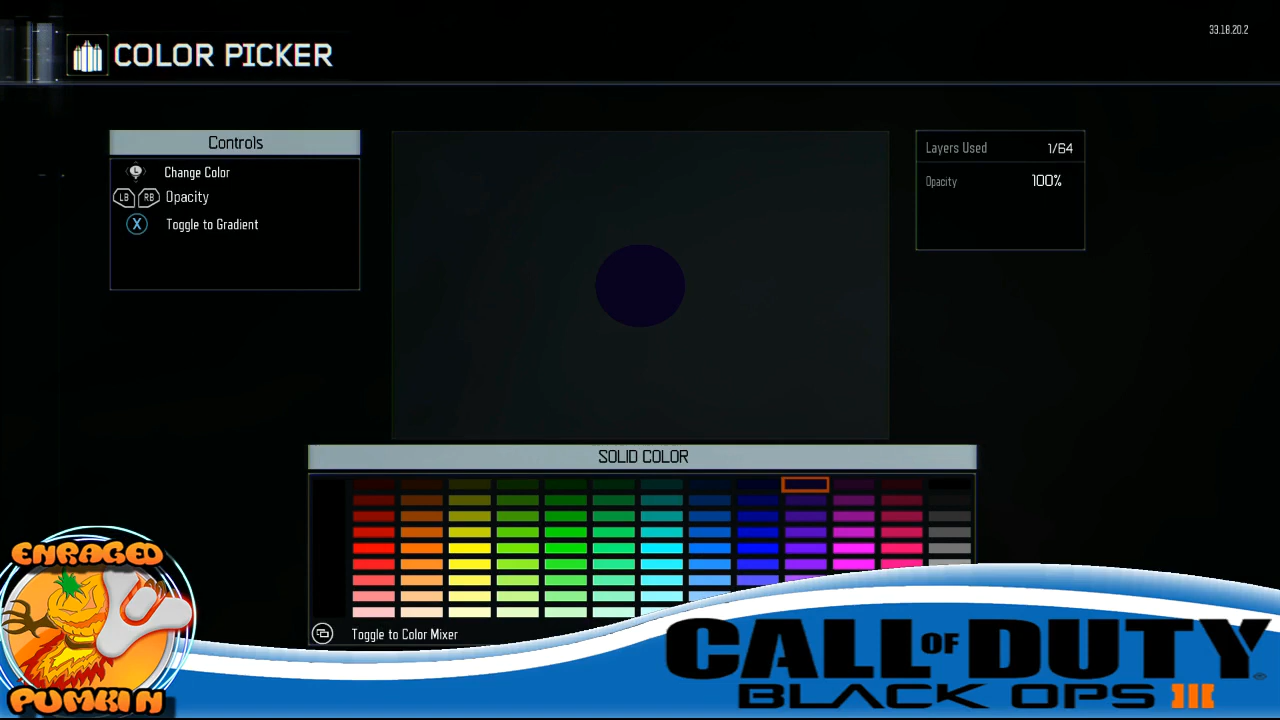 COLOR PICKER
33.18.20.2
Controls
L Change Color
LB RB Opacity
X Toggle to Gradient
Layers Used 1/64
Opacity 100%
SOLID COLOR
Toggle to Color Mixer
ENRAGED
PUMKIN
CALL OF DUTY®
BLACK OPS III